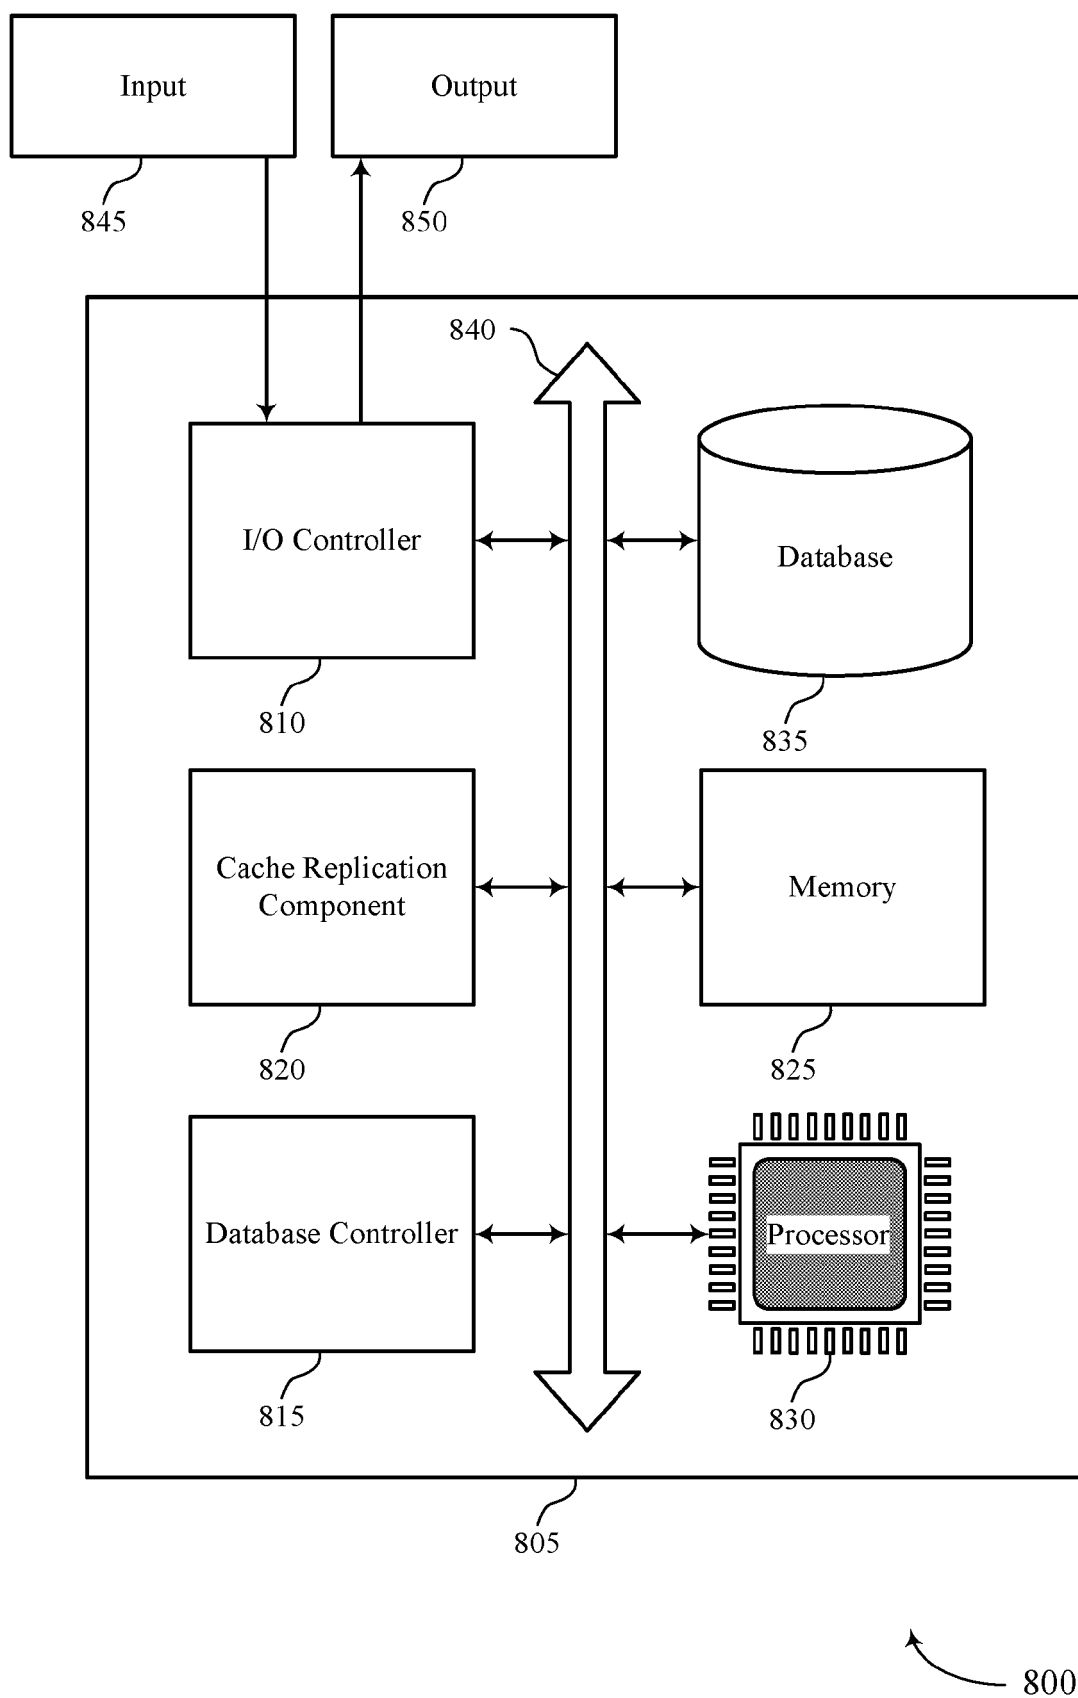 Input
Output
845
850
840
I/O Controller
Database
810
835
Cache Replication
Component
Memory
820
825
Database Controller
Processor
815
830
805
800